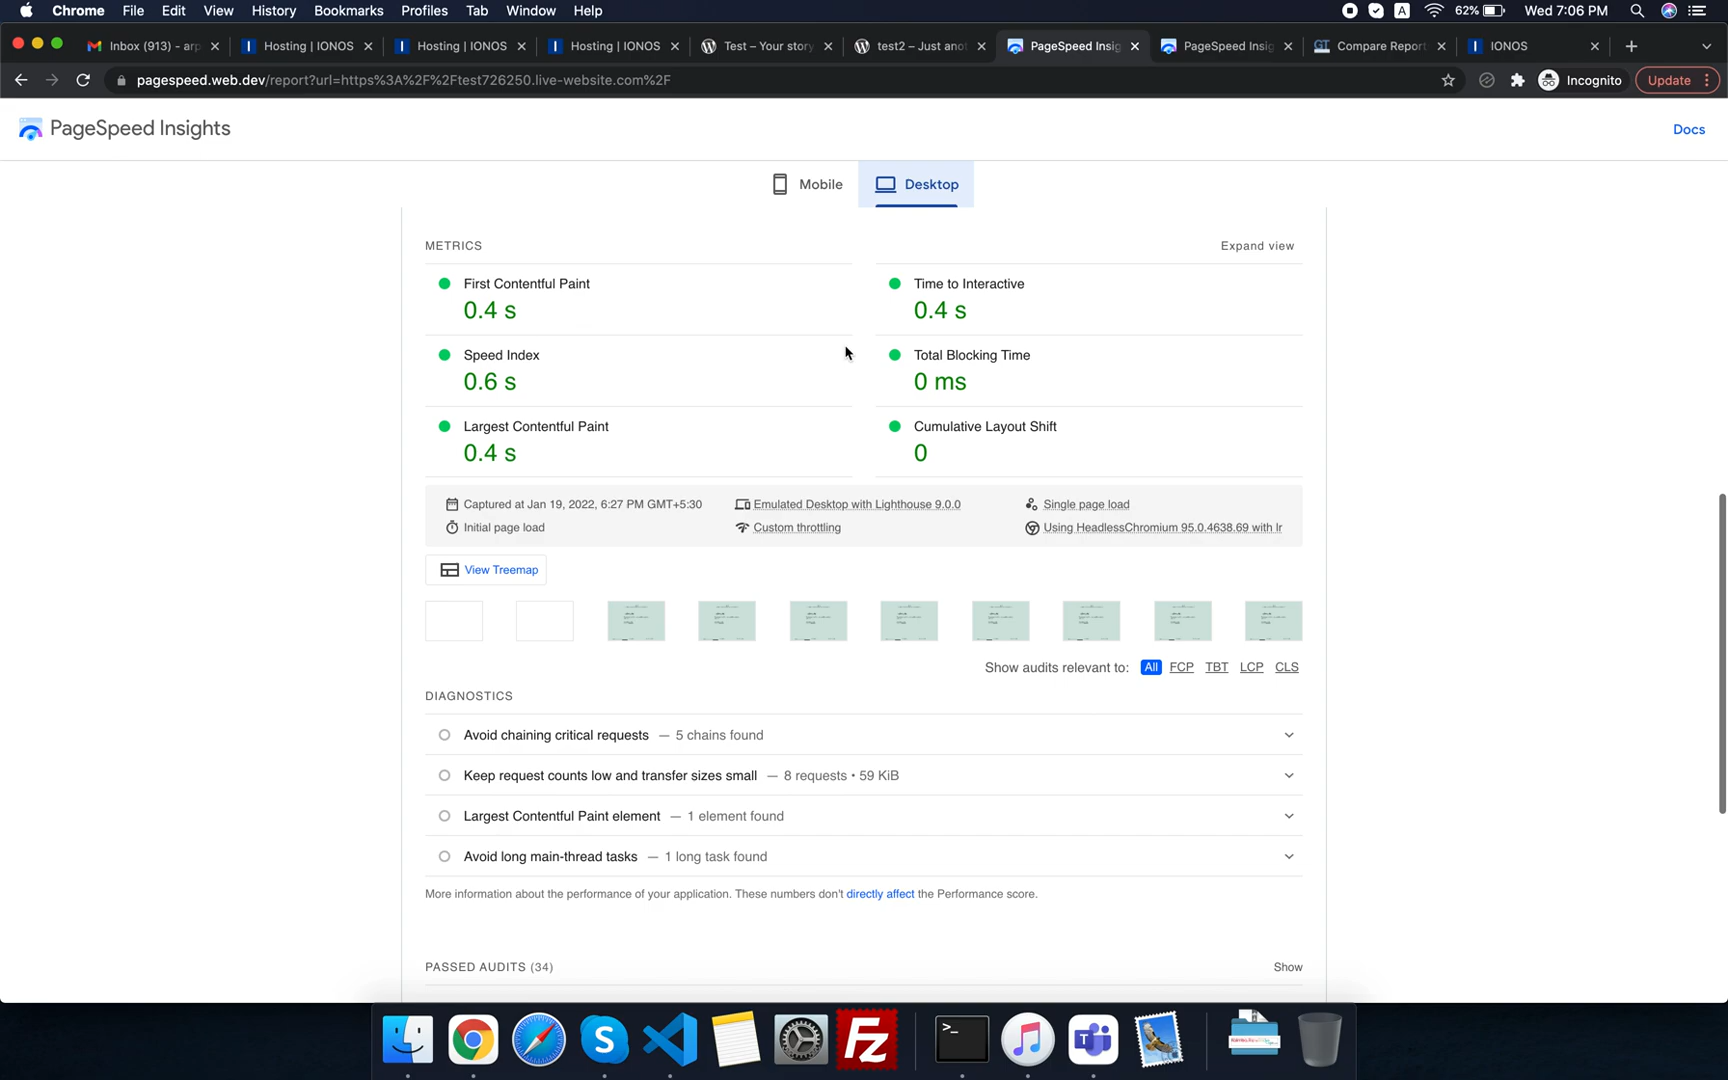 Chrome File Edit View History Bookmarks Profiles Tab Window Help A 62% Wed 7:06 PM
Inbox (913) - arp Hosting | IONOS Hosting | IONOS Hosting | IONOS Test – Your story test2 – Just ano PageSpeed Insig PageSpeed Insig GT Compare Report IONOS
pagespeed.web.dev/report?url=https%3A%2F%2Ftest726250.live-website.com%2F Incognito Update
PageSpeed Insights Docs
Mobile Desktop
METRICS Expand view
First Contentful Paint Time to Interactive
0.4 s 0.4 s
Speed Index Total Blocking Time
0.6 s 0 ms
Largest Contentful Paint Cumulative Layout Shift
0.4 s 0
Captured at Jan 19, 2022, 6:27 PM GMT+5:30 Emulated Desktop with Lighthouse 9.0.0 Single page load
Initial page load Custom throttling Using HeadlessChromium 95.0.4638.69 with lr
View Treemap
Show audits relevant to: All FCP TBT LCP CLS
DIAGNOSTICS
Avoid chaining critical requests — 5 chains found
Keep request counts low and transfer sizes small — 8 requests • 59 KiB
Largest Contentful Paint element — 1 element found
Avoid long main-thread tasks — 1 long task found
More information about the performance of your application. These numbers don't directly affect the Performance score.
PASSED AUDITS (34) Show